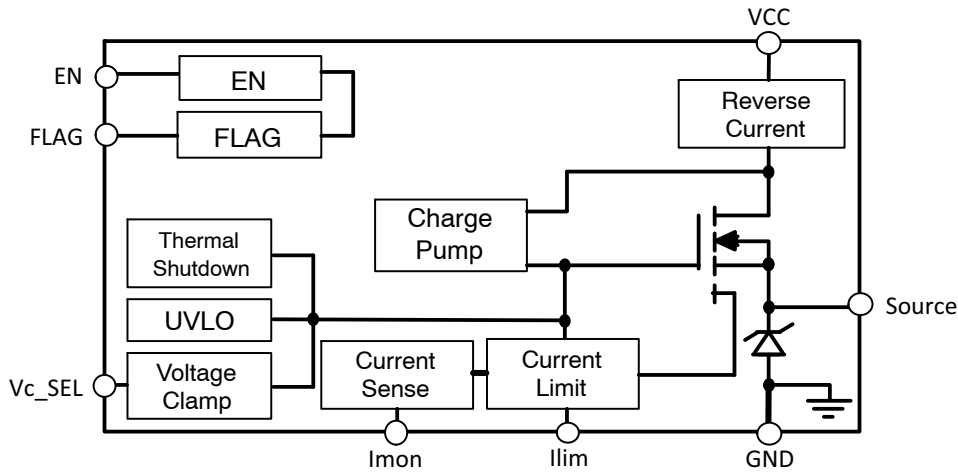 VCC
EN
EN
Reverse
Current
FLAG
FLAG
Charge
Pump
Thermal
Shutdown
UVLO
Source
Voltage
Clamp
Vc_SEL
Current
Sense
Current
Limit
Imon
Ilim
GND